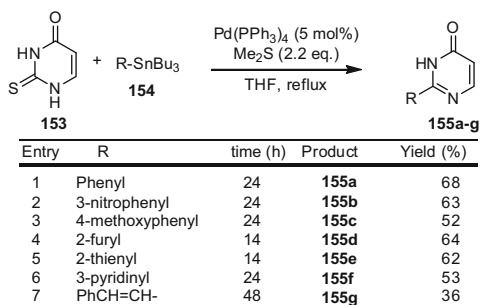 O
NH
S
N
H
153
+
R-SnBu3
154
Pd(PPh3)4 (5 mol%)
Me2S (2.2 eq.)
THF, reflux
O
NH
R
N
155a-g
Entry R time (h) Product Yield (%)
1 Phenyl 24 155a 68
2 3-nitrophenyl 24 155b 63
3 4-methoxyphenyl 24 155c 52
4 2-furyl 14 155d 64
5 2-thienyl 14 155e 62
6 3-pyridinyl 24 155f 53
7 PhCH=CH- 48 155g 36